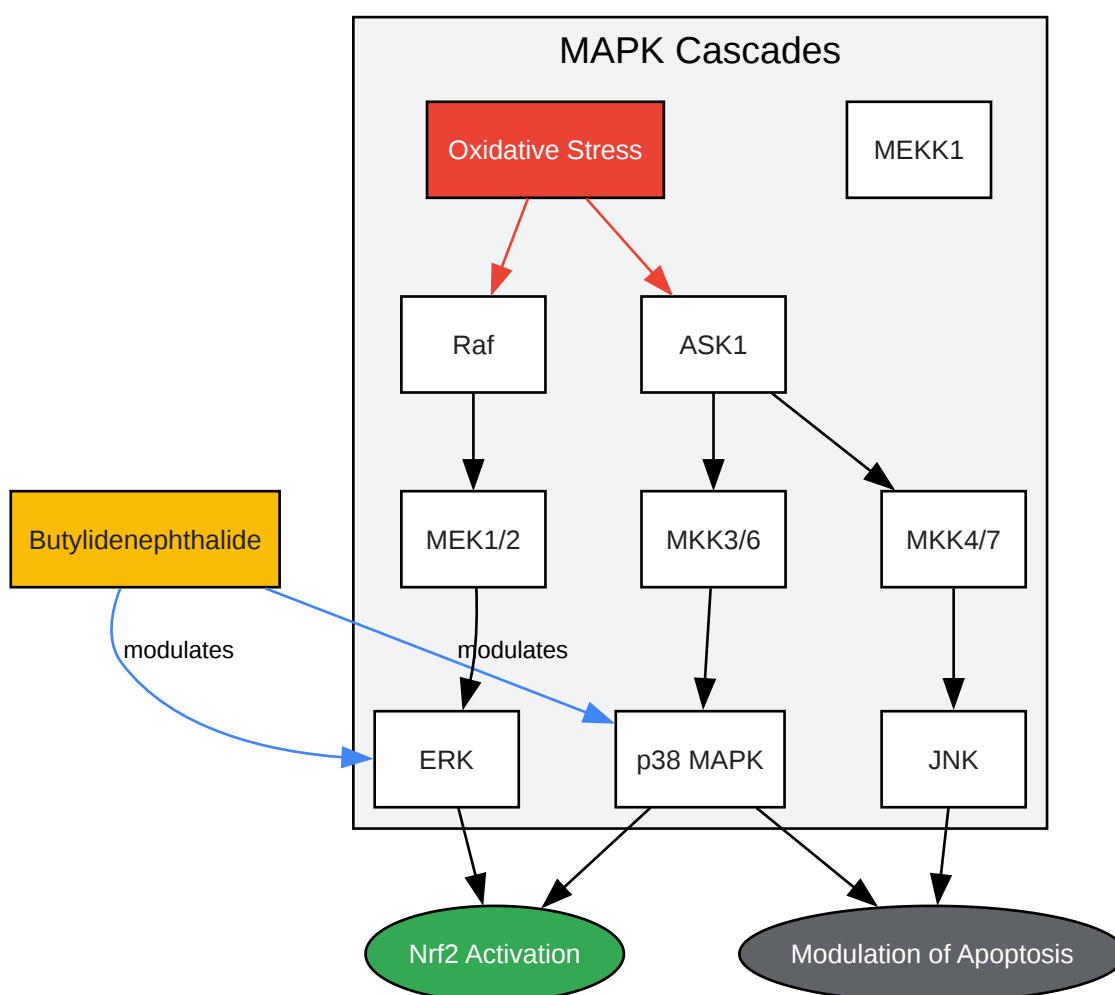 MAPK Cascades
Oxidative Stress
MEKK1
Raf
ASK1
Butylidenephthalide
MEK1/2
MKK3/6
MKK4/7
modulates
modulates
ERK
p38 MAPK
JNK
Nrf2 Activation
Modulation of Apoptosis